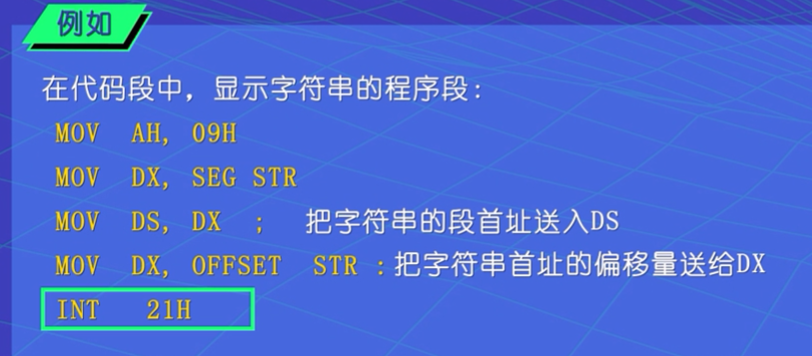 例如
在代码段中，显示字符串的程序段：
MOV AH, 09H
MOV DX, SEG STR
MOV DS, DX ; 把字符串的段首址送入DS
MOV DX, OFFSET STR :把字符串首址的偏移量送给DX
INT 21H